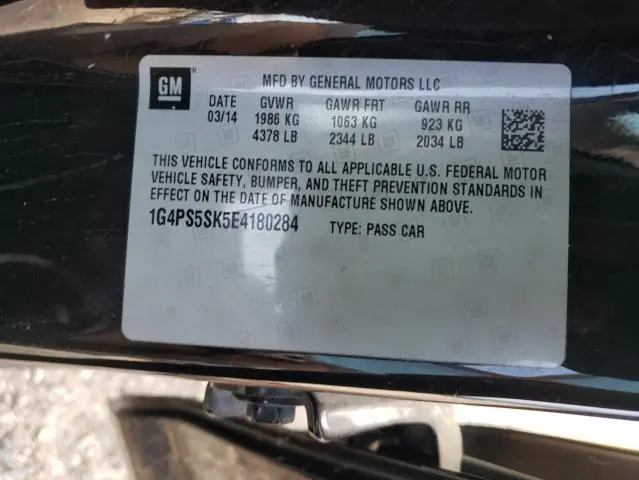 GM ® MFD BY GENERAL MOTORS LLC
DATE GVWR GAWR FRT GAWR RR
03/14 1986 KG 1063 KG 923 KG
4378 LB 2344 LB 2034 LB
THIS VEHICLE CONFORMS TO ALL APPLICABLE U.S. FEDERAL MOTOR
VEHICLE SAFETY, BUMPER, AND THEFT PREVENTION STANDARDS IN
EFFECT ON THE DATE OF MANUFACTURE SHOWN ABOVE.
1G4PS5SK5E4180284 TYPE: PASS CAR